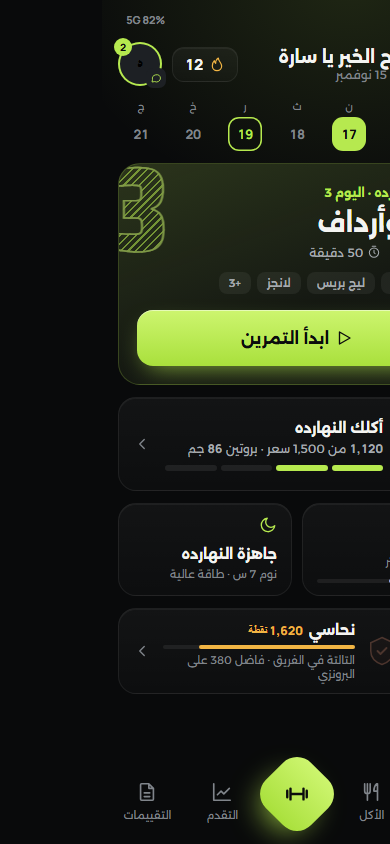 5G 82%
ح الخير يا سارة
15 نوفمبر
12
2
ن ث ر خ ج
17 18 19 20 21
اليوم 3
3
50 دقيقة
ليج بريس لانجز +3
ابدأ التمرين
أكلك النهارده
1,120 من 1,500 سعر · بروتين 86 جم
جاهزة النهارده
نوم 7 س · طاقة عالية
نحاسي 1,620 نقطة
التالتة في الفريق · فاضل 380 على
البرونزي
الأكل التقدم التقييمات